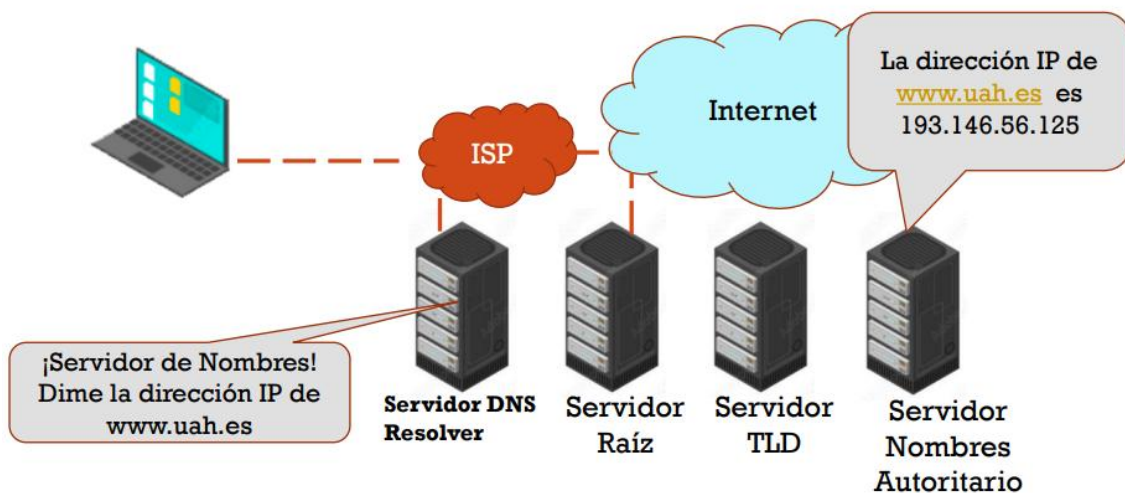 La dirección IP de
www.uah.es es
193.146.56.125
Internet
ISP
¡Servidor de Nombres!
Dime la dirección IP de
www.uah.es
Servidor DNS
Resolver
Servidor
Raíz
Servidor
TLD
Servidor
Nombres
Autoritario